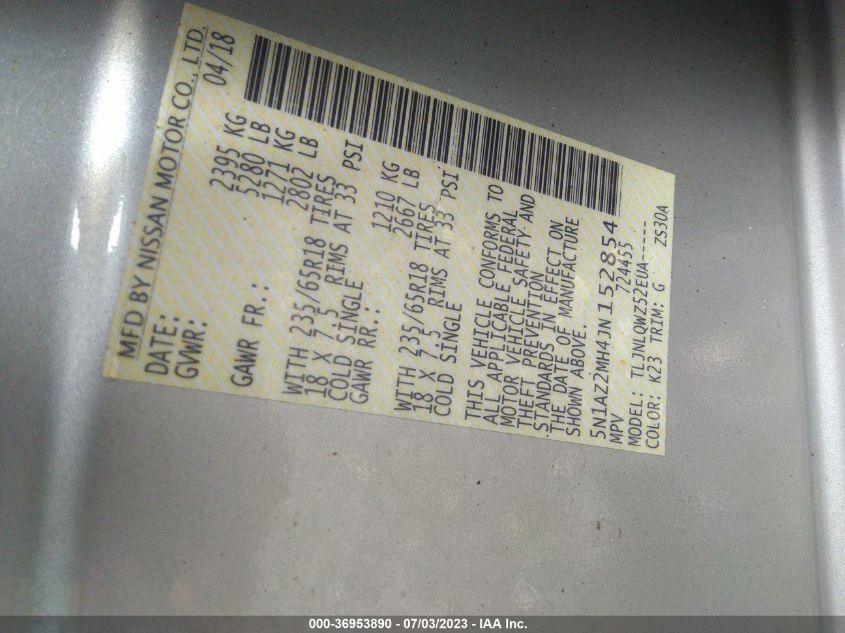 MFD BY NISSAN MOTOR CO., LTD.
DATE: 04/18
GVWR: 2395 KG
5280 LB
GAWR FR.: 1271 KG
2802 LB
WITH 235/65R18 TIRES
18 X 7.5 RIMS AT 33 PSI
COLD SINGLE
GAWR RR.: 1210 KG
2667 LB
WITH 235/65R18 TIRES
18 X 7.5 RIMS AT 33 PSI
COLD SINGLE
THIS VEHICLE CONFORMS TO
ALL APPLICABLE FEDERAL
MOTOR VEHICLE SAFETY AND
THEFT PREVENTION
STANDARDS IN EFFECT ON
THE DATE OF MANUFACTURE
SHOWN ABOVE.
5N1AZ2MH4JN152854
MPV 724455
MODEL: TLJNLOWZ52EUA-----
COLOR: K23 TRIM: G ZS30A
000-36953890 - 07/03/2023 - IAA Inc.